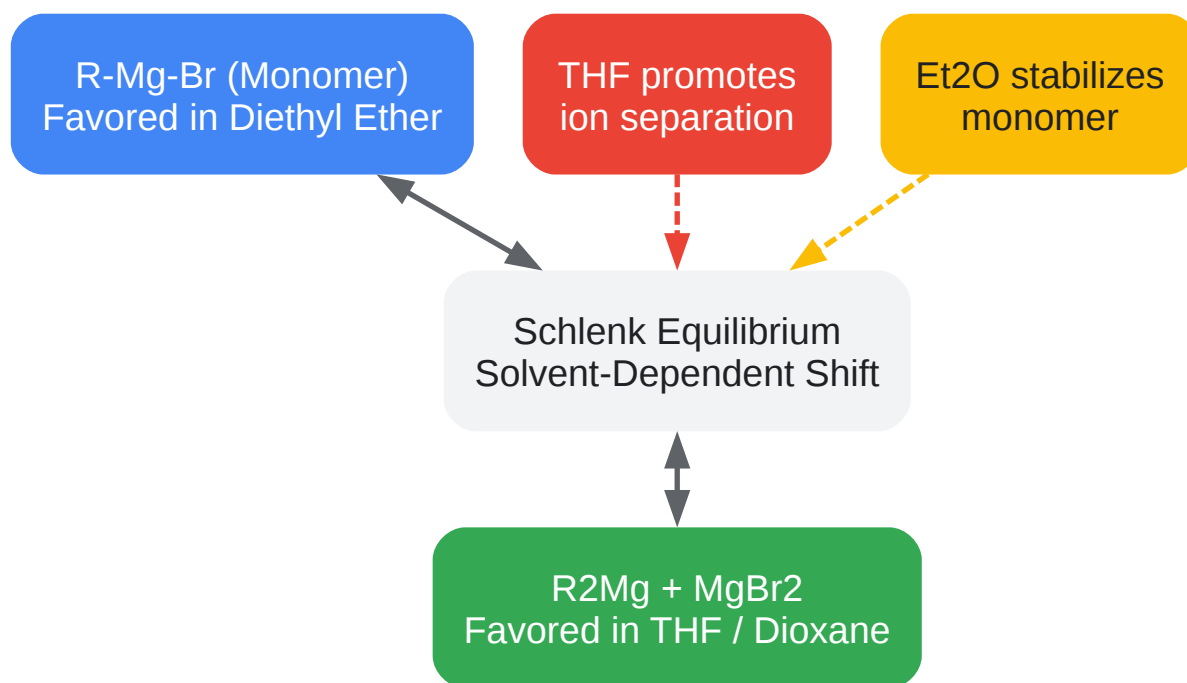 R-Mg-Br (Monomer)
Favored in Diethyl Ether
THF promotes
ion separation
Et2O stabilizes
monomer
Schlenk Equilibrium
Solvent-Dependent Shift
R2Mg + MgBr2
Favored in THF / Dioxane